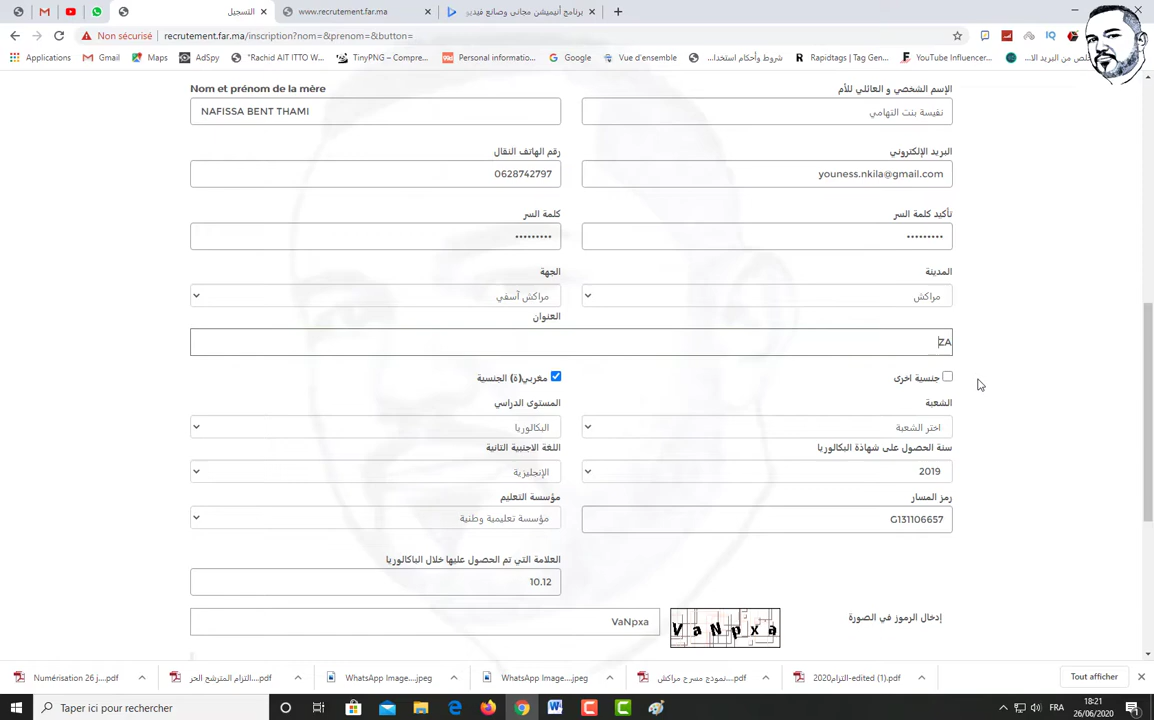 التسجيل
www.recrutement.far.ma
برنامج أنيميشن مجاني وصانع فيديو
Non sécurisé | recrutement.far.ma/inscription?nom=&prenom=&button=
Applications
Gmail
Maps
AdSpy
"Rachid AIT ITTO W...
TinyPNG – Compre...
Personal informatio...
Google
Vue d'ensemble
شروط وأحكام استخدا...
Rapidtags | Tag Gen...
YouTube Influencer...
Nom et prénom de la mère
الإسم الشخصي و العائلي للأم
NAFISSA BENT THAMI
نفيسة بنت التهامي
رقم الهاتف النقال
البريد الإلكتروني
0628742797
youness.nkila@gmail.com
كلمة السر
تأكيد كلمة السر
•••••••••
•••••••••
الجهة
المدينة
مراكش آسفي
مراكش
العنوان
ZA
مغربي(ة) الجنسية
جنسية اخرى
المستوى الدراسي
الشعبة
البكالوريا
اختر الشعبة
اللغة الاجنبية الثانية
سنة الحصول على شهاذة البكالوريا
الإنجليزية
2019
مؤسسة التعليم
رمز المسار
مؤسسة تعليمية وطنية
G131106657
العلامة التي تم الحصول عليها خلال الباكالوريا
10.12
إدخال الرموز في الصورة
VaNpxa
VaNpxa
Numérisation 26 j....pdf
التزام المترشح الحر....pdf
WhatsApp Image....jpeg
WhatsApp Image....jpeg
نموذج مسرح مراكش....pdf
التزام2020-edited (1).pdf
Tout afficher
Taper ici pour rechercher
FRA
18:21
26/06/2020